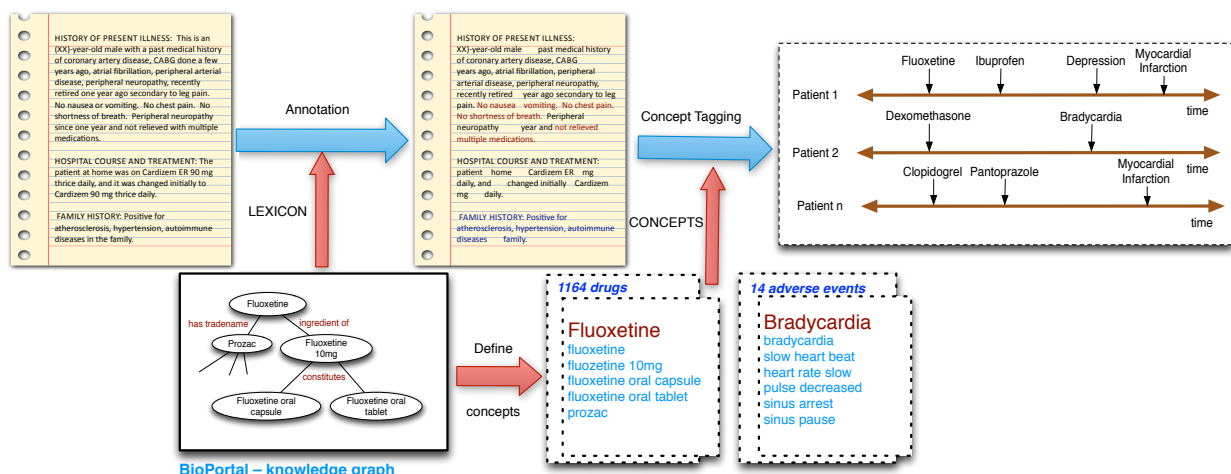 HISTORY OF PRESENT ILLNESS:  This is an
(XX)-year-old male with a past medical history
of coronary artery disease, CABG done a few
years ago, atrial fibrillation, peripheral arterial
disease, peripheral neuropathy, recently
retired one year ago secondary to leg pain.
No nausea or vomiting.  No chest pain.  No
shortness of breath.  Peripheral neuropathy
since one year and not relieved with multiple
medications.
HOSPITAL COURSE AND TREATMENT: The
patient at home was on Cardizem ER 90 mg
thrice daily, and it was changed initially to
Cardizem 90 mg thrice daily.
FAMILY HISTORY: Positive for
atherosclerosis, hypertension, autoimmune
diseases in the family.
Annotation
LEXICON
HISTORY OF PRESENT ILLNESS:
XX)-year-old male past medical history
of coronary artery disease, CABG
years ago, atrial fibrillation, peripheral
arterial disease, peripheral neuropathy,
recently retired year ago secondary to leg
pain. No nausea vomiting. No chest pain.
No shortness of breath. Peripheral
neuropathy year and not relieved
multiple medications.
HOSPITAL COURSE AND TREATMENT:
patient home Cardizem ER mg
daily, and changed initially Cardizem
mg daily.
FAMILY HISTORY: Positive for
atherosclerosis, hypertension, autoimmune
diseases family.
Concept Tagging
CONCEPTS
Fluoxetine Ibuprofen Depression Myocardial
Infarction
Patient 1
time
Dexomethasone Bradycardia
Patient 2
time
Clopidogrel Pantoprazole Myocardial
Infarction
Patient n
time
Fluoxetine
has tradename ingredient of
Prozac
Fluoxetine
10mg
constitutes
Fluoxetine oral
capsule
Fluoxetine oral
tablet
BioPortal – knowledge graph
Define
concepts
1164 drugs
Fluoxetine
fluoxetine
fluozetine 10mg
fluoxetine oral capsule
fluoxetine oral tablet
prozac
14 adverse events
Bradycardia
bradycardia
slow heart beat
heart rate slow
pulse decreased
sinus arrest
sinus pause